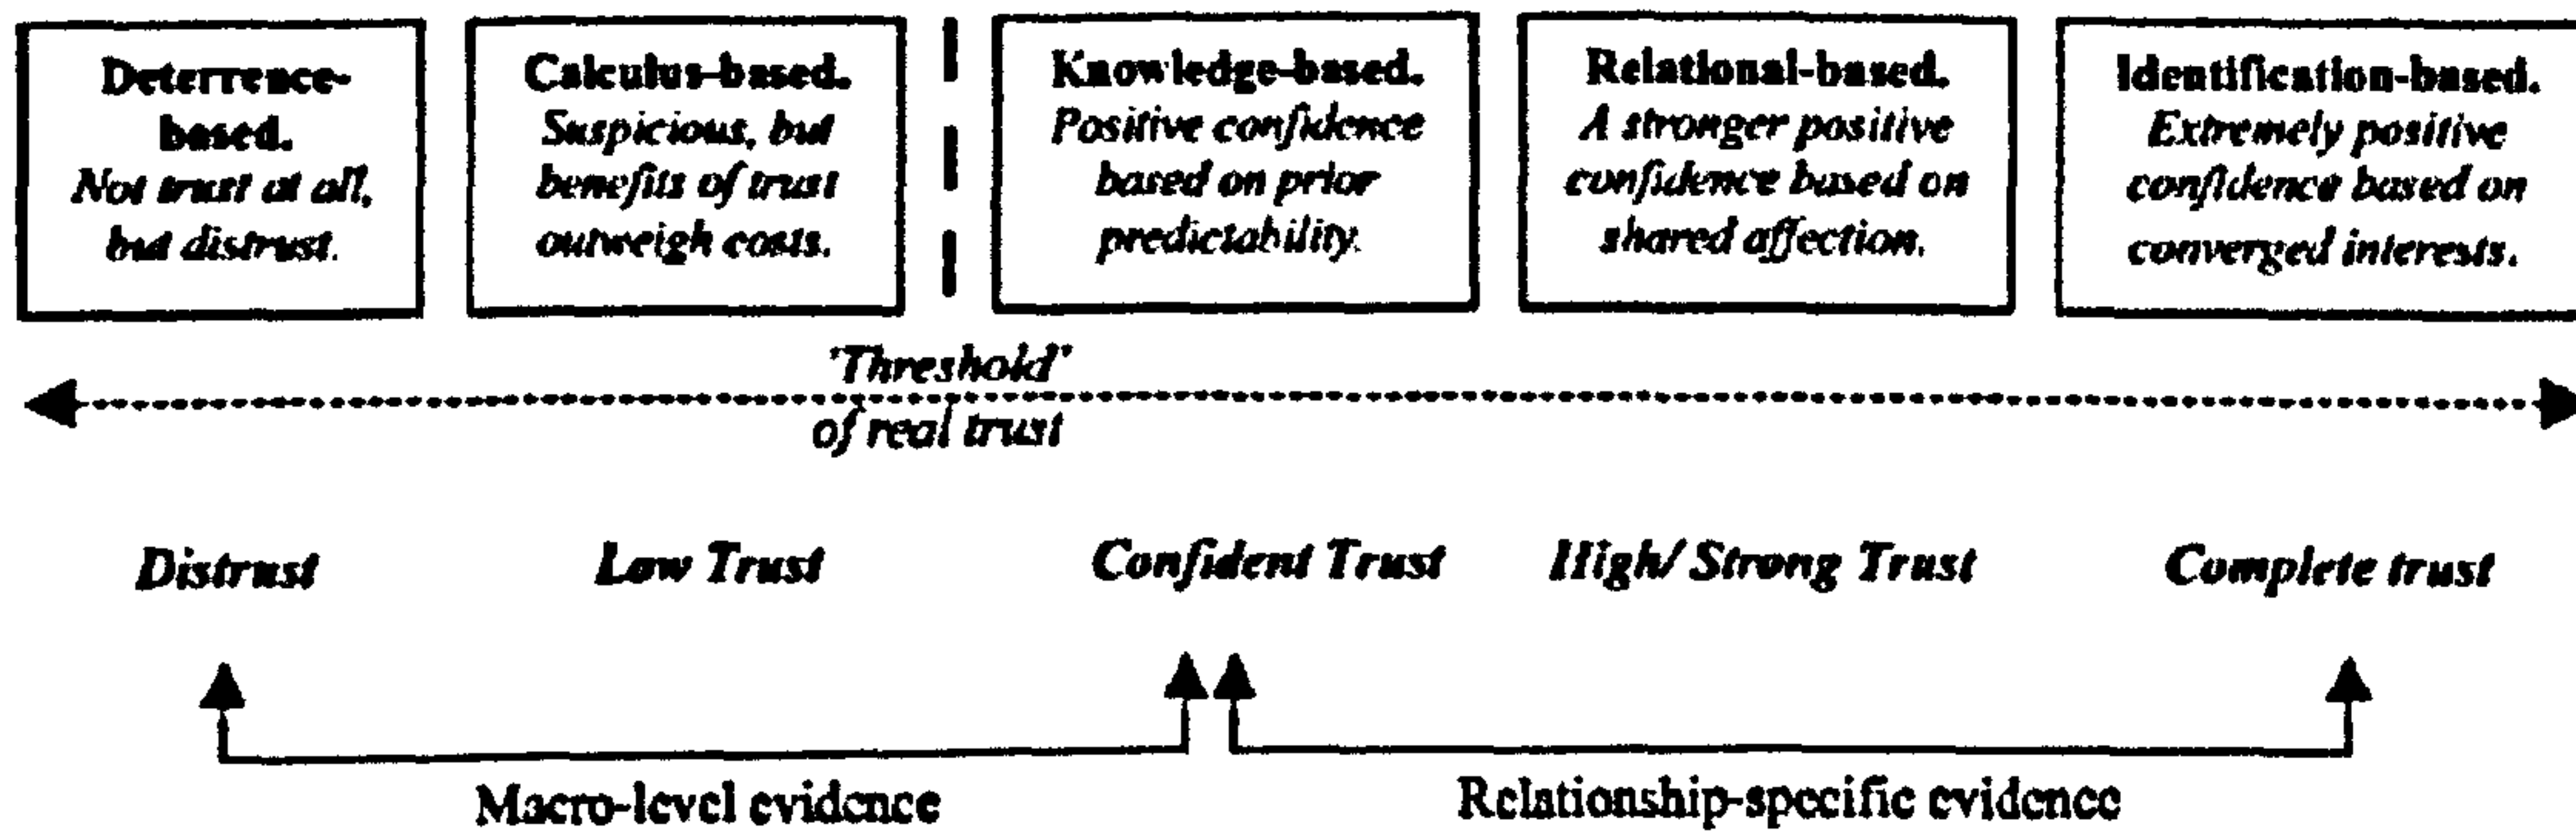 Deterrence-
based.
Not trust at all,
but distrust.
Calculus-based.
Suspicious, but
benefits of trust
outweigh costs.
Knowledge-based.
Positive confidence
based on prior
predictability.
Relational-based.
A stronger positive
confidence based on
shared affection.
Identification-based.
Extremely positive
confidence based on
converged interests.
'Threshold'
of real trust
Distrust
Low Trust
Confident Trust
High/ Strong Trust
Complete trust
Macro-level evidence
Relationship-specific evidence